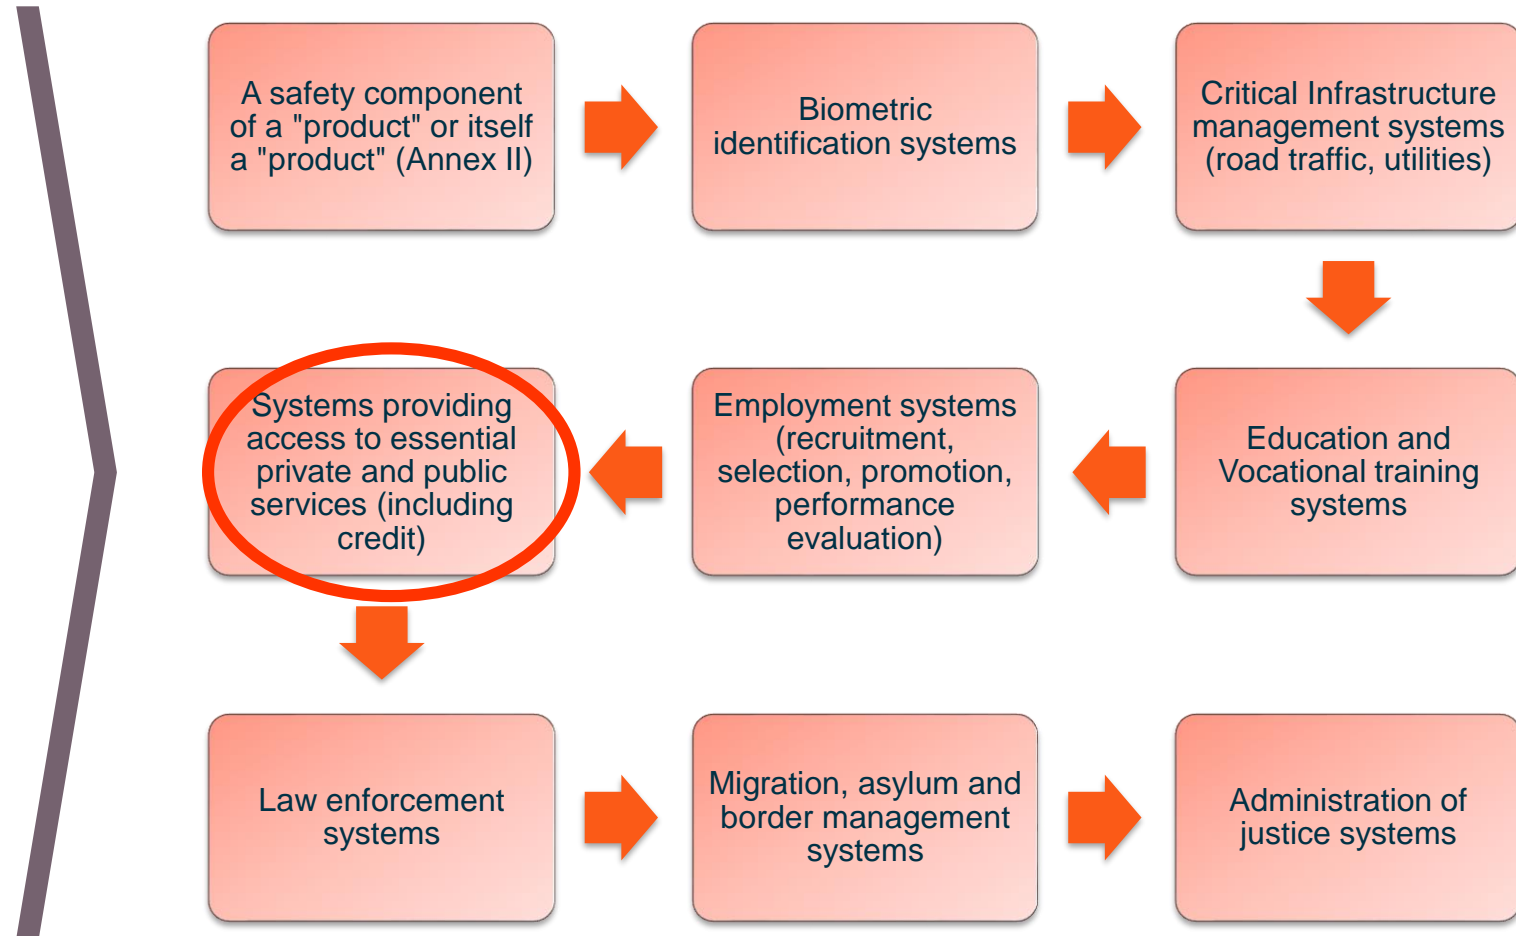 A safety component
of a "product" or itself
a "product" (Annex II)
Biometric
identification systems
Critical Infrastructure
management systems
(road traffic, utilities)
Education and
Vocational training
systems
Employment systems
(recruitment,
selection, promotion,
performance
evaluation)
Systems providing
access to essential
private and public
services (including
credit)
Law enforcement
systems
Migration, asylum and
border management
systems
Administration of
justice systems